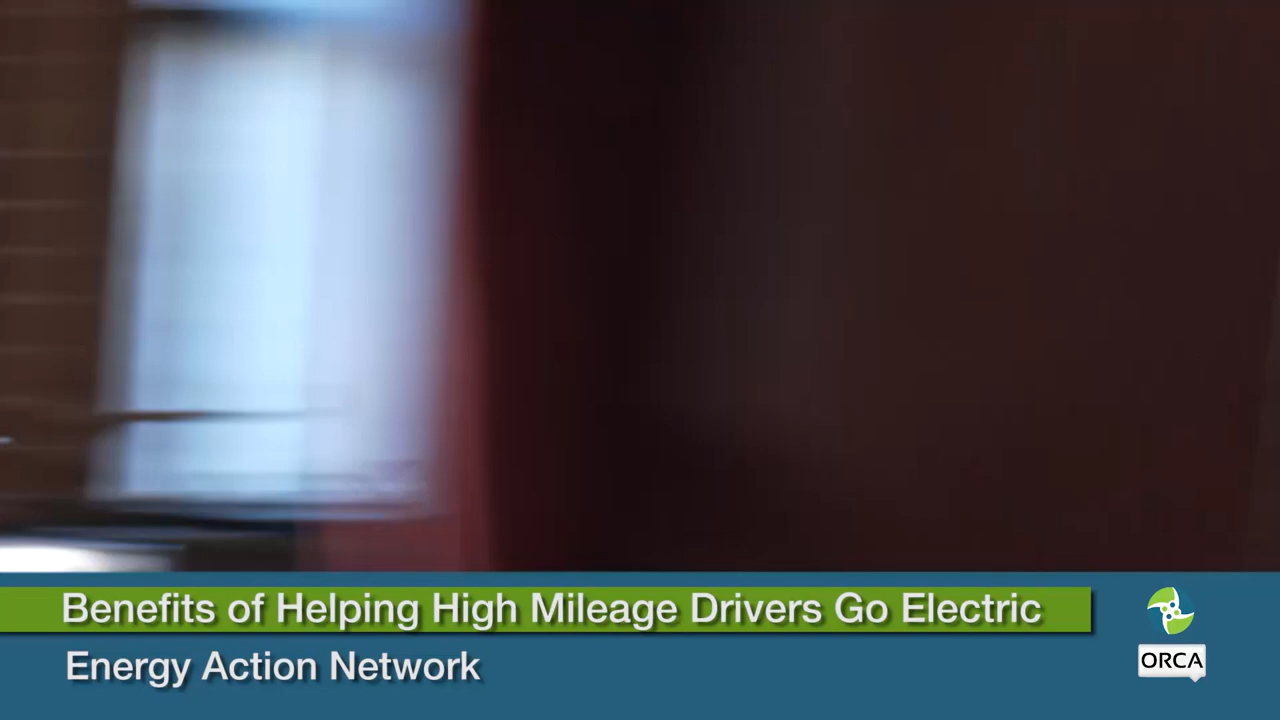 Benefits of Helping High Mileage Drivers Go Electric
Energy Action Network
ORCA